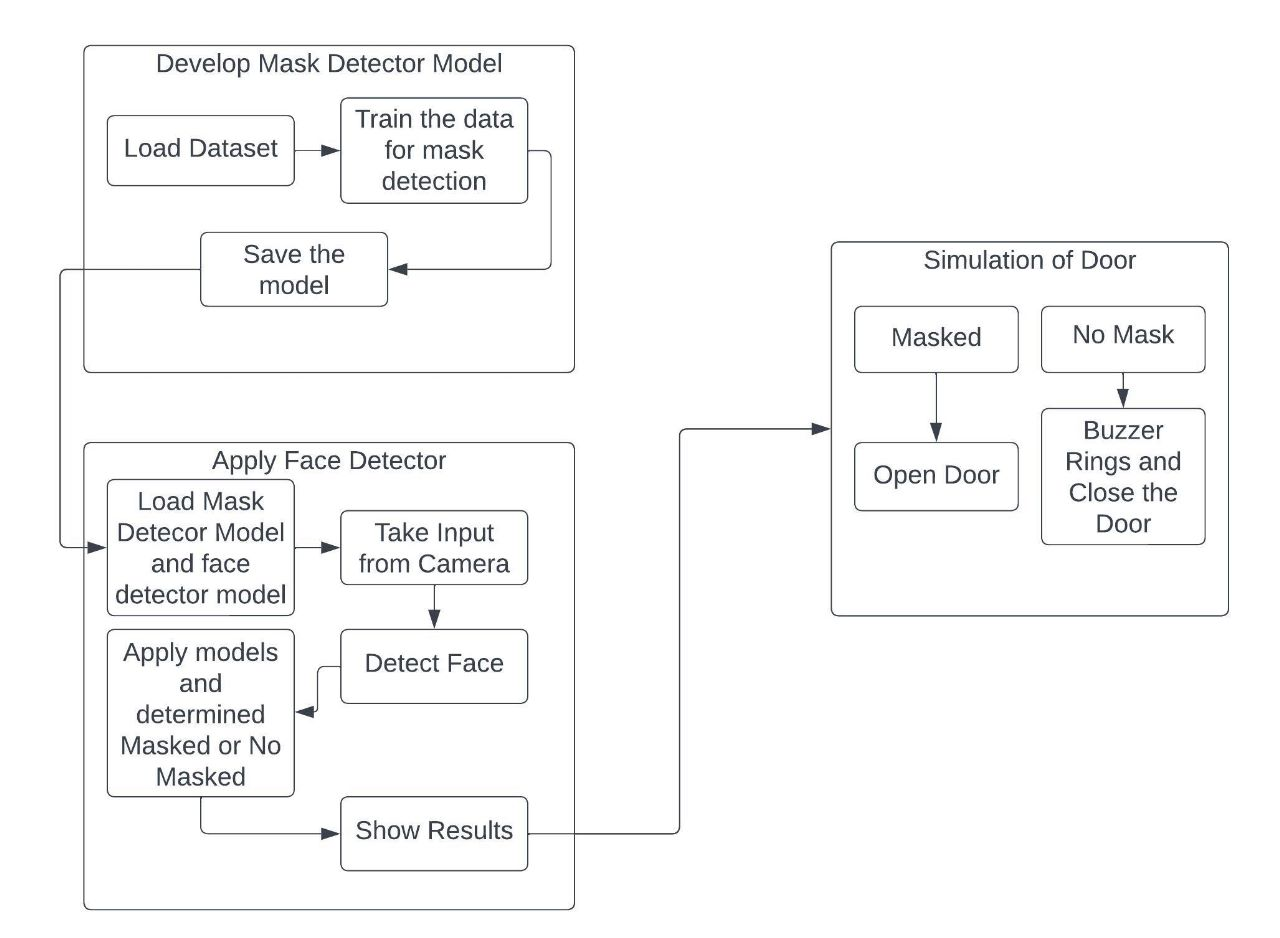 Develop Mask Detector Model
Load Dataset
Train the data
for mask
detection
Save the
model
Apply Face Detector
Load Mask
Detecor Model
and face
detector model
Take Input
from Camera
Detect Face
Apply models
and
determined
Masked or No
Masked
Show Results
Simulation of Door
Masked
Open Door
No Mask
Buzzer
Rings and
Close the
Door